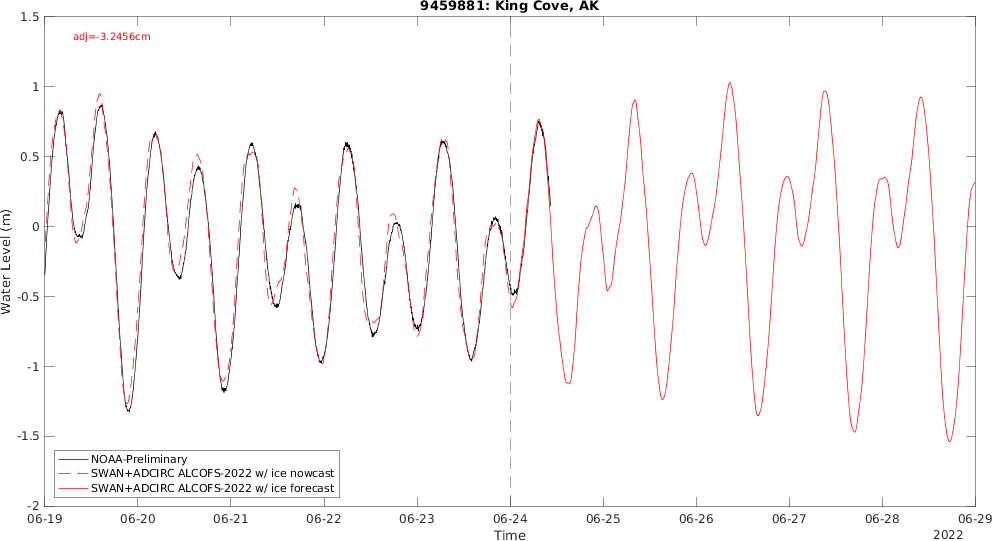 9459881: King Cove, AK
adj=-3.2456cm
Water Level (m)
1.5
1
0.5
0
-0.5
-1
-1.5
-2
NOAA-Preliminary
SWAN+ADCIRC ALCOFS-2022 w/ ice nowcast
SWAN+ADCIRC ALCOFS-2022 w/ ice forecast
06-19 06-20 06-21 06-22 06-23 06-24 06-25 06-26 06-27 06-28 06-29
Time
2022